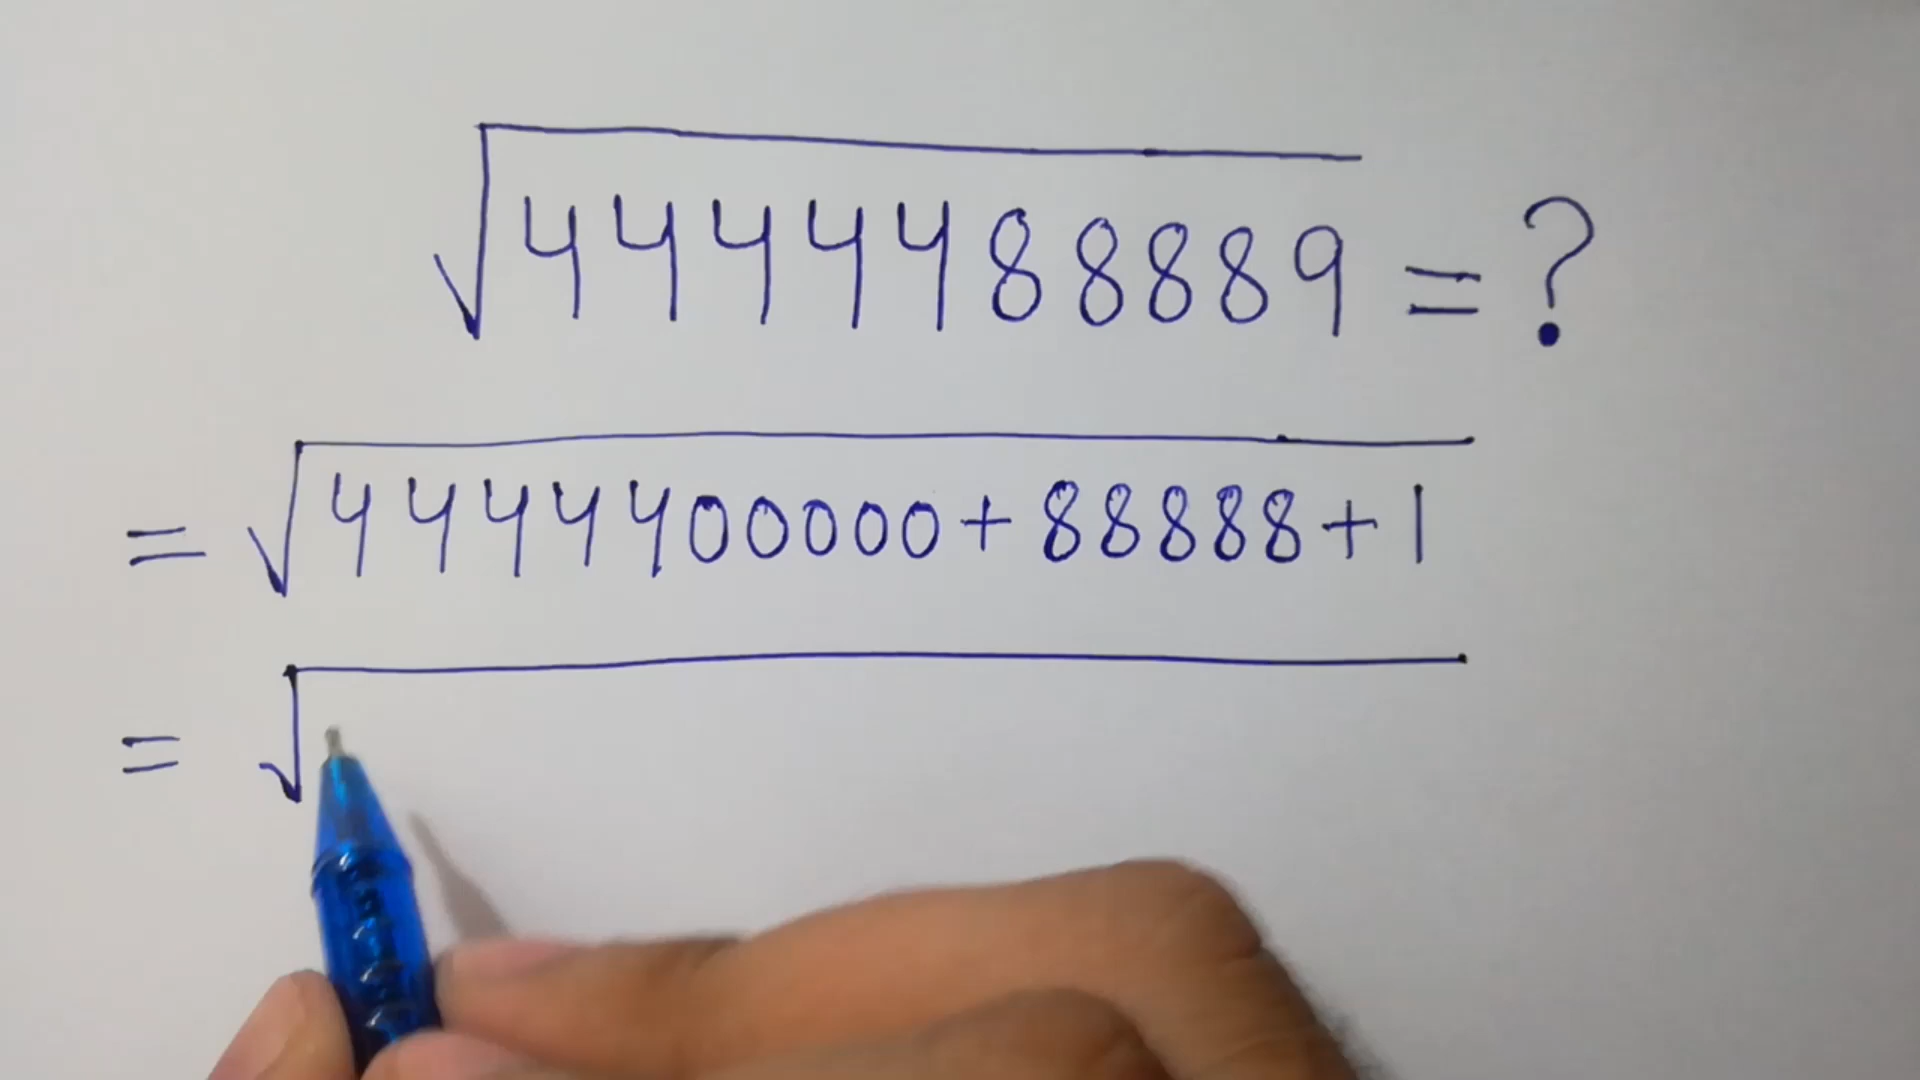 √4444488889 = ?
= √4444400000 + 88888 + 1
= √